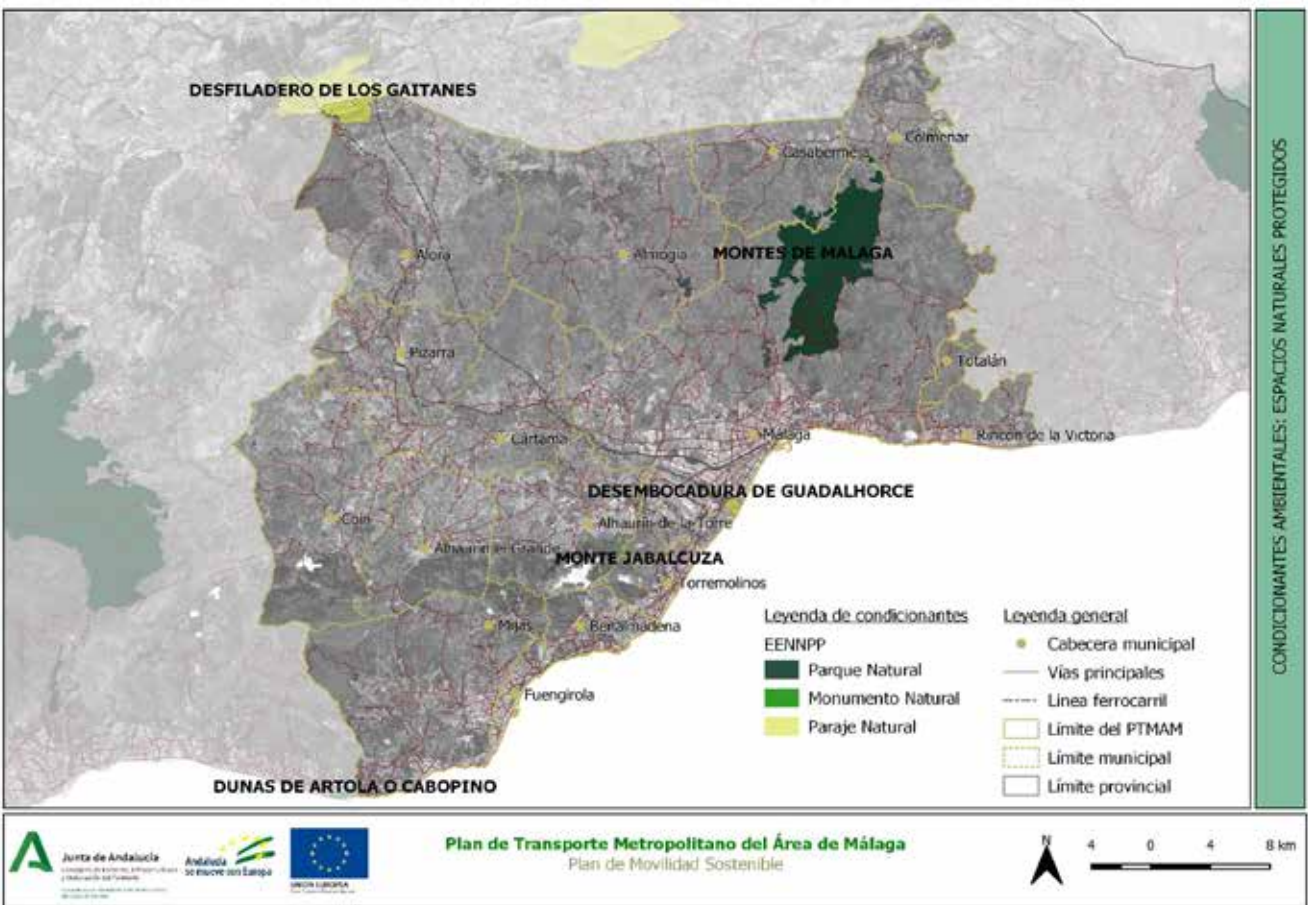 DESFILADERO DE LOS GAITANES
Colmenar
Casabermeja
Alora
Almogia
MONTES DE MALAGA
Pizarra
Totalán
Cártama
Málaga
Rincón de la Victoria
DESEMBOCADURA DE GUADALHORCE
Coín
Alhaurín de la Torre
Alhaurín el Grande
MONTE JABALCUZA
Torremolinos
Mijas
Benalmádena
Fuengirola
DUNAS DE ARTOLA O CABOPINO
Leyenda de condicionantes
EENNPP
Parque Natural
Monumento Natural
Paraje Natural
Leyenda general
Cabecera municipal
Vías principales
Linea ferrocarril
Límite del PTMAM
Límite municipal
Límite provincial
CONDICIONANTES AMBIENTALES: ESPACIOS NATURALES PROTEGIDOS
Junta de Andalucía
Andalucía
se mueve con Europa
UNIÓN EUROPEA
Plan de Transporte Metropolitano del Área de Málaga
Plan de Movilidad Sostenible
N
4 0 4 8 km